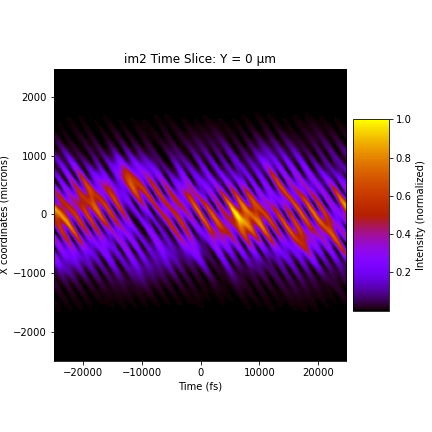 im2 Time Slice: Y = 0 μm
X coordinates (microns)
2000
1000
0
−1000
−2000
−20000 −10000 0 10000 20000
Time (fs)
1.0
0.8
0.6
0.4
0.2
Intensity (normalized)